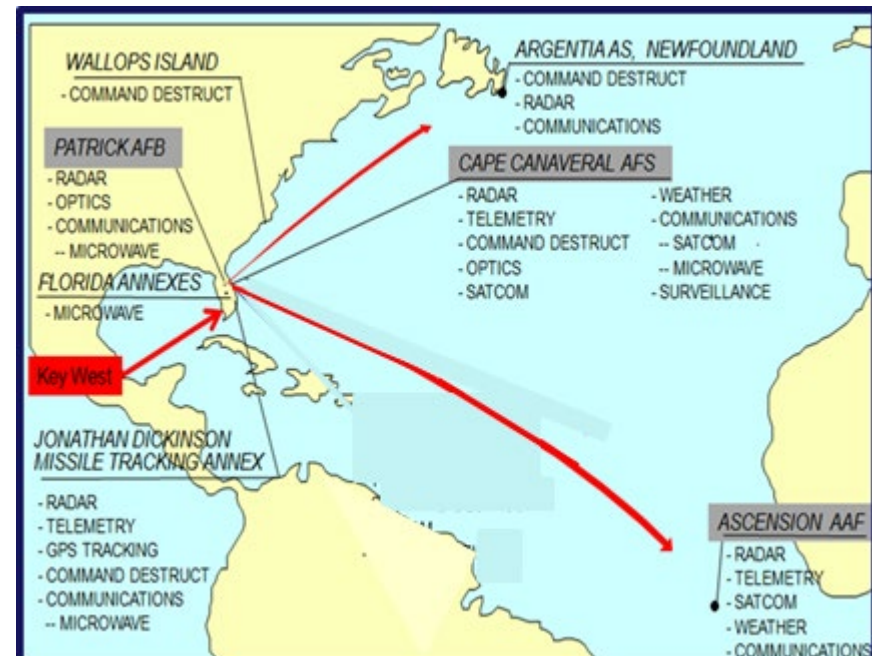 WALLOPS ISLAND
- COMMAND DESTRUCT
ARGENTIA AS, NEWFOUNDLAND
- COMMAND DESTRUCT
- RADAR
- COMMUNICATIONS
PATRICK AFB
- RADAR
- OPTICS
- COMMUNICATIONS
-- MICROWAVE
CAPE CANAVERAL AFS
- RADAR
- TELEMETRY
- COMMAND DESTRUCT
- OPTICS
- SATCOM
- WEATHER
- COMMUNICATIONS
-- SATCOM
-- MICROWAVE
- SURVEILLANCE
FLORIDA ANNEXES
- MICROWAVE
Key West
JONATHAN DICKINSON
MISSILE TRACKING ANNEX
- RADAR
- TELEMETRY
- GPS TRACKING
- COMMAND DESTRUCT
- COMMUNICATIONS
-- MICROWAVE
ASCENSION AAF
- RADAR
- TELEMETRY
- SATCOM
- WEATHER
- COMMUNICATIONS